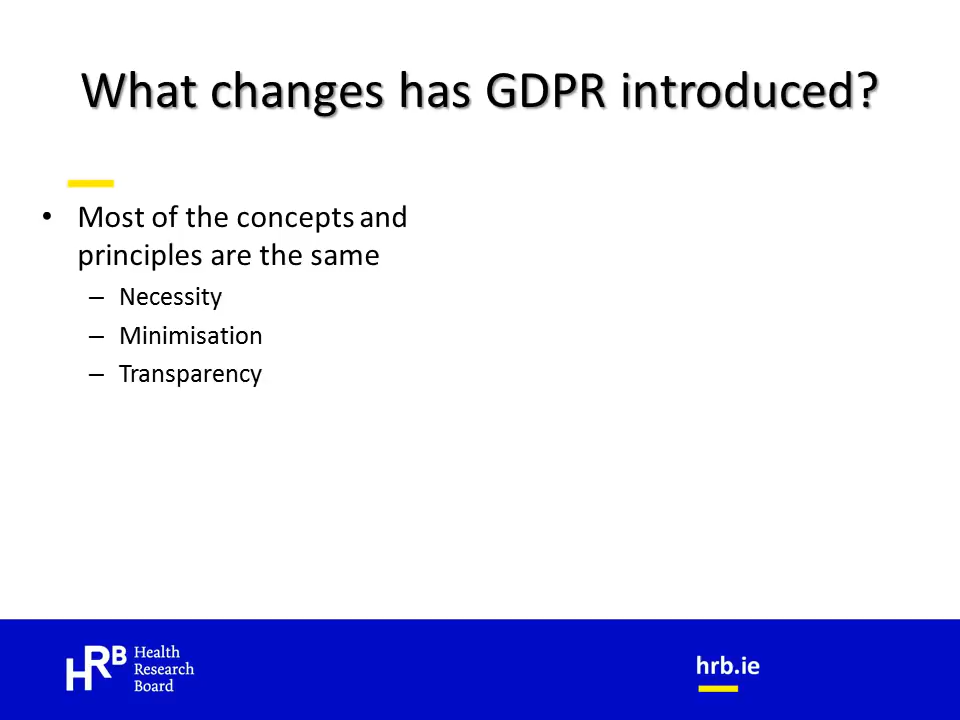 What changes has GDPR introduced?
• Most of the concepts and
principles are the same
– Necessity
– Minimisation
– Transparency
HRB Health
Research
Board
hrb.ie